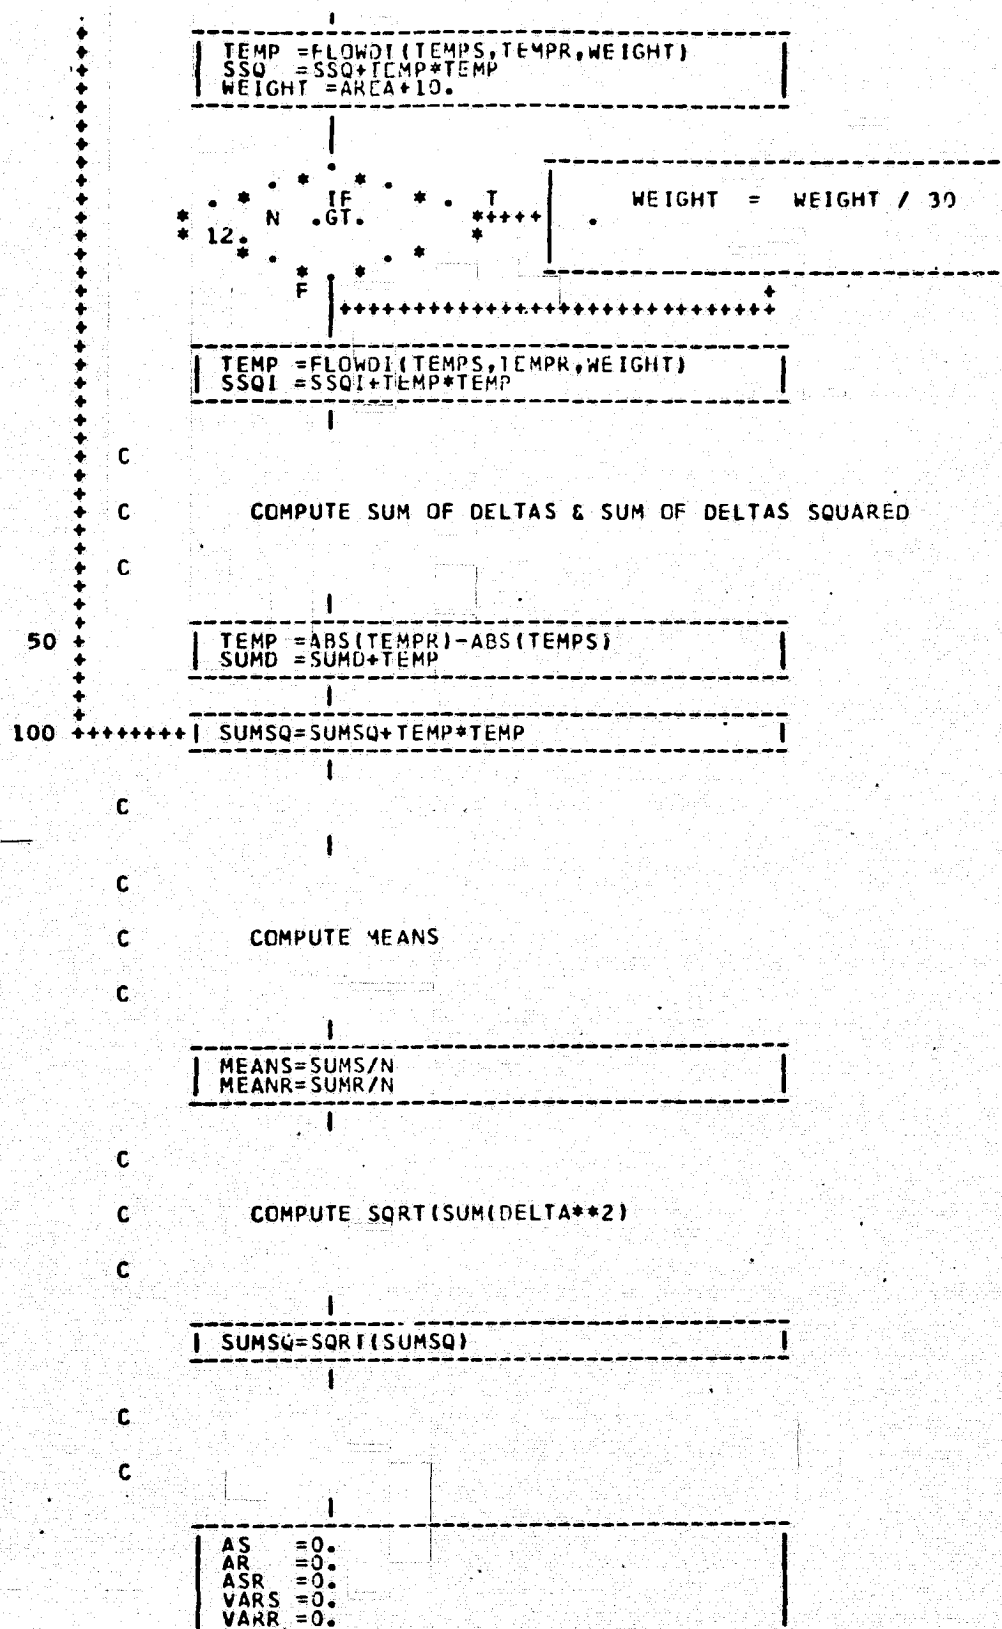 TEMP =FLOWDI(TEMPS,TEMPR,WEIGHT)
SSQ =SSQ+TEMP*TEMP
WEIGHT =AREA+10.
IF
N .GT.
12.
T
WEIGHT = WEIGHT / 30.
F
TEMP =FLOWDI(TEMPS,TEMPR,WEIGHT)
SSQI =SSQI+TEMP*TEMP
C
C COMPUTE SUM OF DELTAS & SUM OF DELTAS SQUARED
C
50 TEMP =ABS(TEMPR)-ABS(TEMPS)
SUMD =SUMD+TEMP
100 SUMSQ=SUMSQ+TEMP*TEMP
C
C
C COMPUTE MEANS
C
MEANS=SUMS/N
MEANR=SUMR/N
C
C COMPUTE SQRT(SUM(DELTA**2)
C
SUMSQ=SQRT(SUMSQ)
C
C
AS =0.
AR =0.
ASR =0.
VARS =0.
VARR =0.